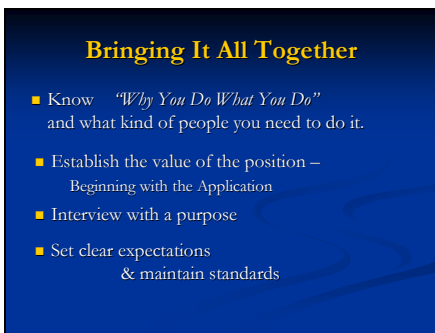 Bringing It All Together
Know “Why You Do What You Do”
and what kind of people you need to do it.
Establish the value of the position –
Beginning with the Application
Interview with a purpose
Set clear expectations
& maintain standards